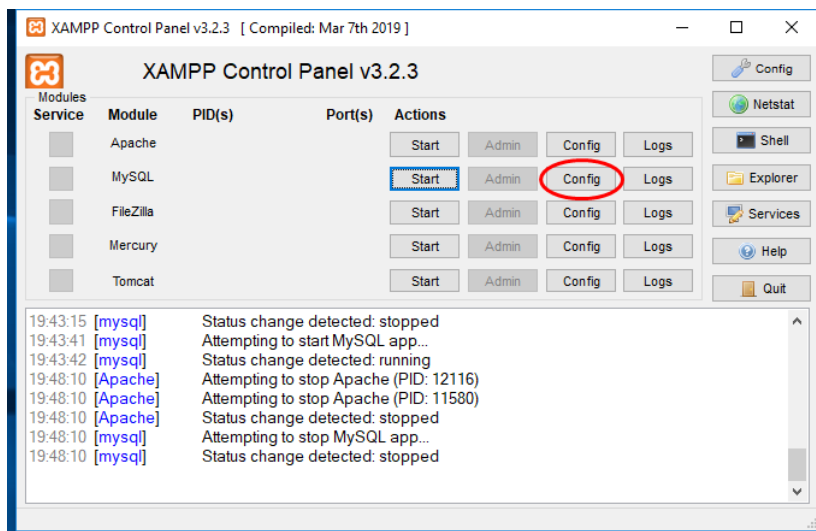 XAMPP Control Panel v3.2.3 [ Compiled: Mar 7th 2019 ]
XAMPP Control Panel v3.2.3
Config
Modules
Netstat
Service Module PID(s) Port(s) Actions
Apache Start Admin Config Logs
Shell
MySQL Start Admin Config Logs
Explorer
FileZilla Start Admin Config Logs
Services
Mercury Start Admin Config Logs
Help
Tomcat Start Admin Config Logs
Quit
19:43:15 [mysql] Status change detected: stopped
19:43:41 [mysql] Attempting to start MySQL app...
19:43:42 [mysql] Status change detected: running
19:48:10 [Apache] Attempting to stop Apache (PID: 12116)
19:48:10 [Apache] Attempting to stop Apache (PID: 11580)
19:48:10 [Apache] Status change detected: stopped
19:48:10 [mysql] Attempting to stop MySQL app...
19:48:10 [mysql] Status change detected: stopped